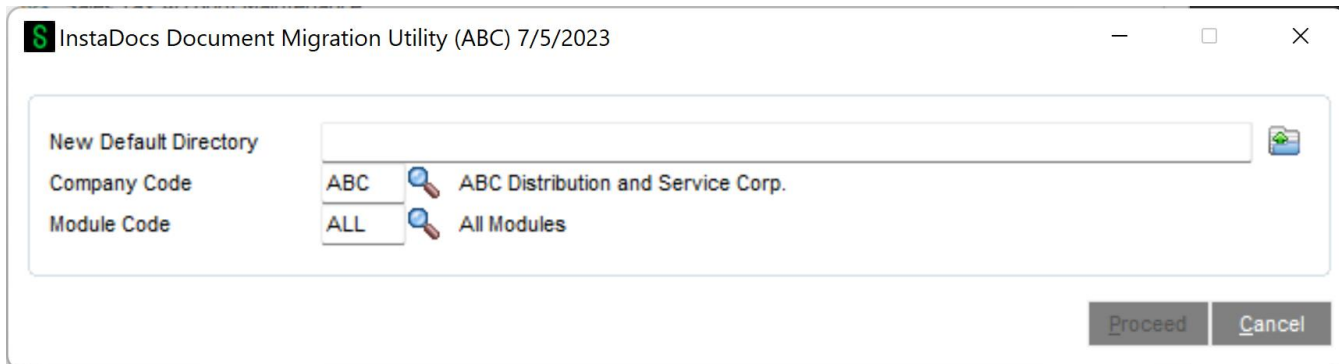 InstaDocs Document Migration Utility (ABC) 7/5/2023
New Default Directory
Company Code ABC ABC Distribution and Service Corp.
Module Code ALL All Modules
Proceed Cancel